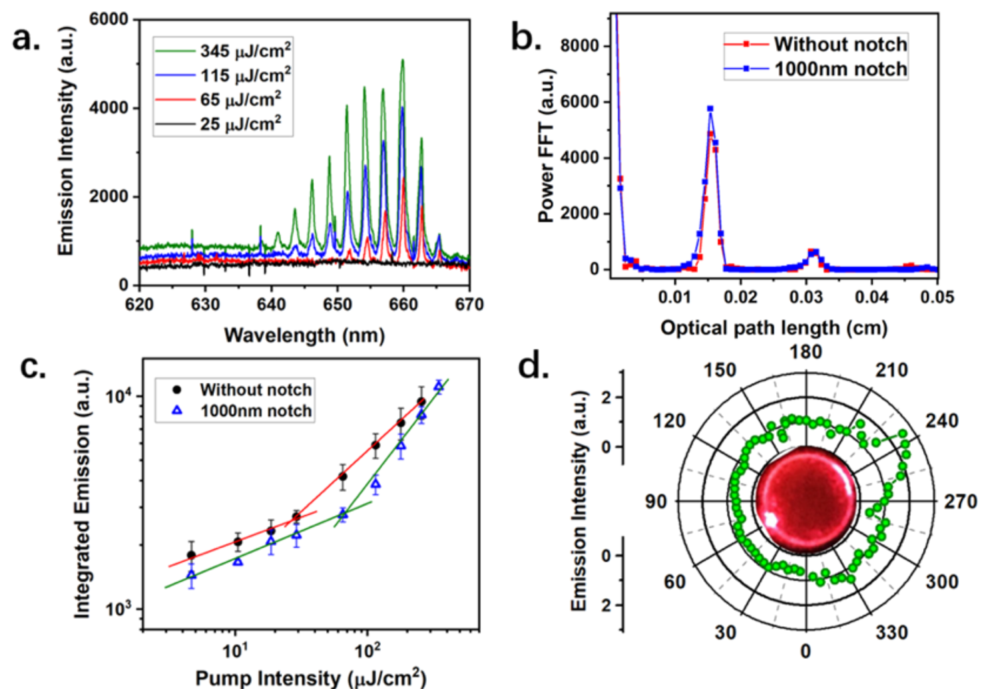 a.
Emission Intensity (a.u.)
6000
4000
2000
0
345 μJ/cm²
115 μJ/cm²
65 μJ/cm²
25 μJ/cm²
620 630 640 650 660 670
Wavelength (nm)
b.
Power FFT (a.u.)
8000
6000
4000
2000
0
Without notch
1000nm notch
0.01 0.02 0.03 0.04 0.05
Optical path length (cm)
c.
Integrated Emission (a.u.)
10⁴
10³
Without notch
1000nm notch
10¹ 10²
Pump Intensity (μJ/cm²)
d.
Emission Intensity (a.u.)
2
0
0
2
180
150 210
120 240
90 270
60 300
30 330
0